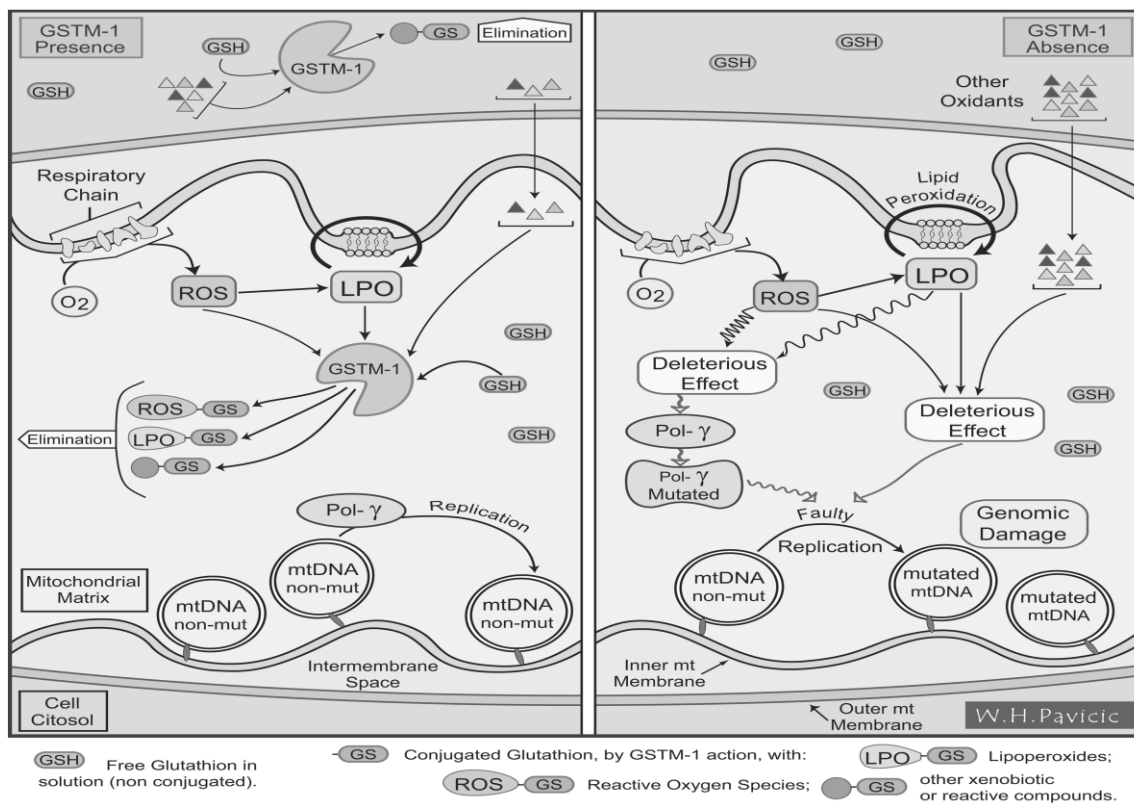 GSTM-1
Presence
GSH
GSH
GSTM-1
GS
Elimination
Respiratory
Chain
O2
ROS
LPO
GSTM-1
GSH
GSH
GSH
ROS
GS
LPO
GS
GS
Elimination
Pol- γ
Replication
mtDNA
non-mut
mtDNA
non-mut
mtDNA
non-mut
Mitochondrial
Matrix
Intermembrane
Space
Cell
Citosol
GSTM-1
Absence
GSH
GSH
GSH
Other
Oxidants
Lipid
Peroxidation
O2
ROS
LPO
Deleterious
Effect
GSH
GSH
Deleterious
Effect
GSH
Pol- γ
Pol- γ
Mutated
Faulty
Replication
Genomic
Damage
mtDNA
non-mut
mutated
mtDNA
mutated
mtDNA
Inner mt
Membrane
Outer mt
Membrane
W.H.Pavicic
GSH
Free Glutathion in
solution (non conjugated).
GS
Conjugated Glutathion, by GSTM-1 action, with:
LPO
GS
Lipoperoxides;
ROS
GS
Reactive Oxygen Species;
GS
other xenobiotic
or reactive compounds.